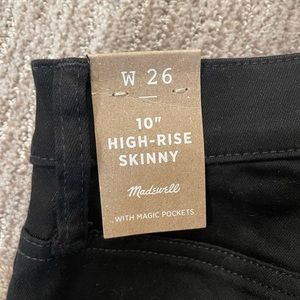 W 26
10"
HIGH-RISE
SKINNY
Madewell
WITH MAGIC POCKETS